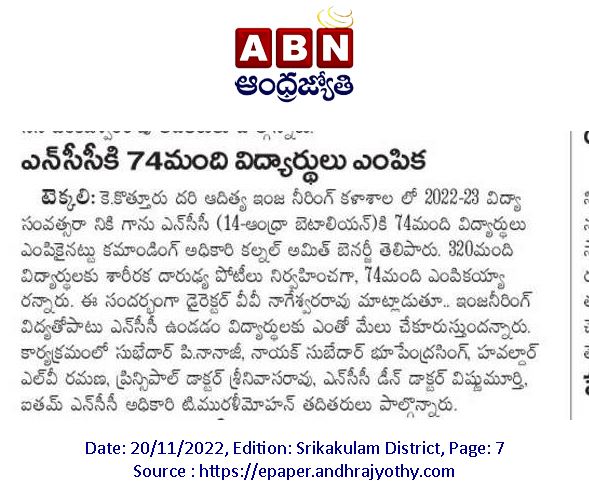 ABN
ఆంధ్రజ్యోతి
ఎన్‌సీసీకి 74మంది విద్యార్థులు ఎంపిక
టెక్కలి: కె.కొత్తూరు దరి ఆదిత్య ఇంజ నీరింగ్ కళాశాల లో 2022-23 విద్యా
సంవత్సరా నికి గాను ఎన్‌సీసీ (14-ఆంధ్రా బెటాలియన్)కి 74మంది విద్యార్థులు
ఎంపికైనట్టు కమాండింగ్ అధికారి కల్నల్ అమిత్ బెనర్జీ తెలిపారు. 320మంది
విద్యార్థులకు శారీరక దారుఢ్య పోటీలు నిర్వహించగా, 74మంది ఎంపికయ్యా
రన్నారు. ఈ సందర్భంగా డైరెక్టర్ వీవీ నాగేశ్వరరావు మాట్లాడుతూ.. ఇంజనీరింగ్
విద్యతోపాటు ఎన్‌సీసీ ఉండడం విద్యార్థులకు ఎంతో మేలు చేకూరుస్తుందన్నారు.
కార్యక్రమంలో సుభేదార్ పి.నానాజీ, నాయక్ సుబేదార్ భూపేంద్రసింగ్, హవల్దార్
ఎల్‌వీ రమణ, ప్రిన్సిపాల్ డాక్టర్ శ్రీనివాసరావు, ఎన్‌సీసీ డీన్ డాక్టర్ విష్ణుమూర్తి,
ఐతమ్ ఎన్‌సీసీ అధికారి టి.మురళీమోహన్ తదితరులు పాల్గొన్నారు.
Date: 20/11/2022, Edition: Srikakulam District, Page: 7
Source : https://epaper.andhrajyothy.com